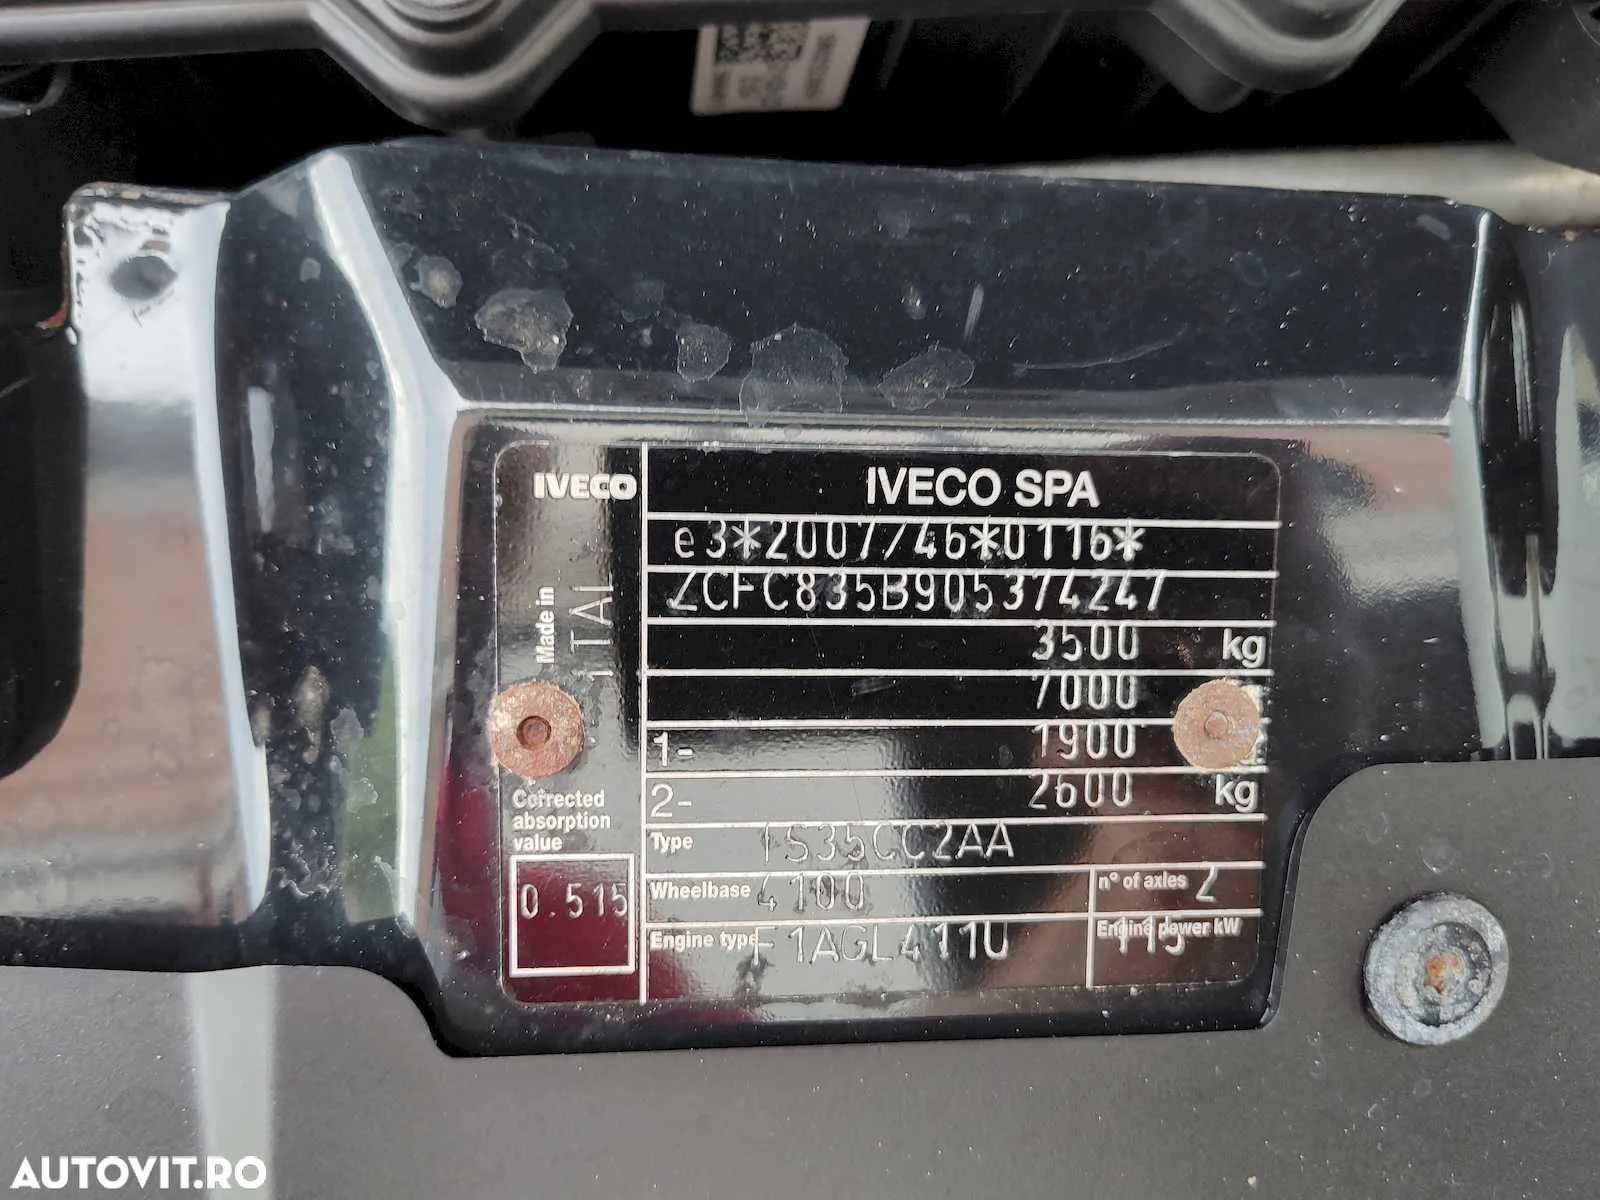 IVECO
IVECO SPA
e3*2007/46*0116*
ZCFC835B905374247
3500 kg
7000
1- 1900
2- 2600 kg
Made in
ITAL
Corrected
absorption
value
0.515
Type IS35CC2AA
Wheelbase 4100 n° of axles 2
Engine type F1AGL411U Engine power kW 115
AUTOVIT.RO